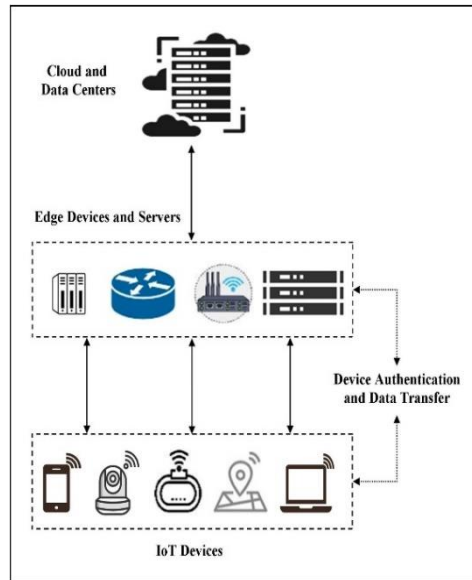 Cloud and
Data Centers
Edge Devices and Servers
Device Authentication
and Data Transfer
IoT Devices